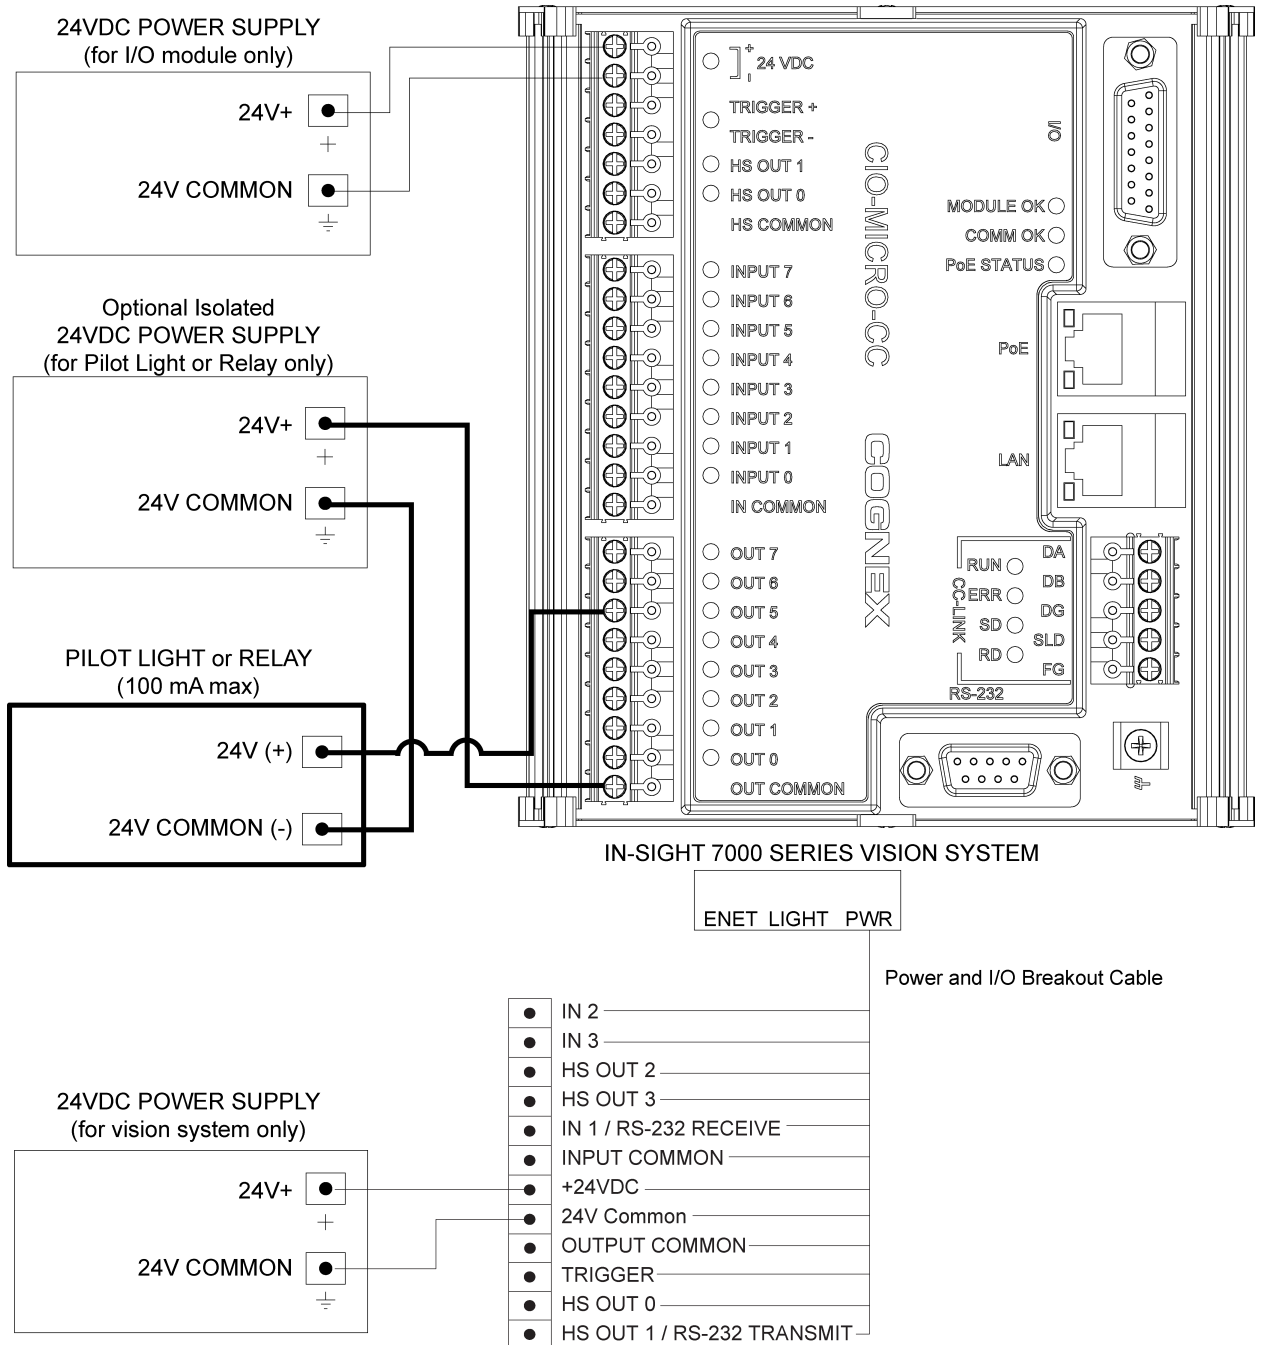 24VDC POWER SUPPLY
(for I/O module only)
24V+
+
24V COMMON
Optional Isolated
24VDC POWER SUPPLY
(for Pilot Light or Relay only)
24V+
+
24V COMMON
PILOT LIGHT or RELAY
(100 mA max)
24V (+)
24V COMMON (-)
+
-
24 VDC
TRIGGER +
TRIGGER -
HS OUT 1
HS OUT 0
HS COMMON
INPUT 7
INPUT 6
INPUT 5
INPUT 4
INPUT 3
INPUT 2
INPUT 1
INPUT 0
IN COMMON
OUT 7
OUT 6
OUT 5
OUT 4
OUT 3
OUT 2
OUT 1
OUT 0
OUT COMMON
CIO-MICRO-CC
COGNEX
I/O
MODULE OK
COMM OK
PoE STATUS
PoE
LAN
CC-LINK
RUN
ERR
SD
RD
DA
DB
DG
SLD
FG
RS-232
IN-SIGHT 7000 SERIES VISION SYSTEM
ENET LIGHT PWR
Power and I/O Breakout Cable
IN 2
IN 3
HS OUT 2
HS OUT 3
IN 1 / RS-232 RECEIVE
INPUT COMMON
+24VDC
24V Common
OUTPUT COMMON
TRIGGER
HS OUT 0
HS OUT 1 / RS-232 TRANSMIT
24VDC POWER SUPPLY
(for vision system only)
24V+
+
24V COMMON